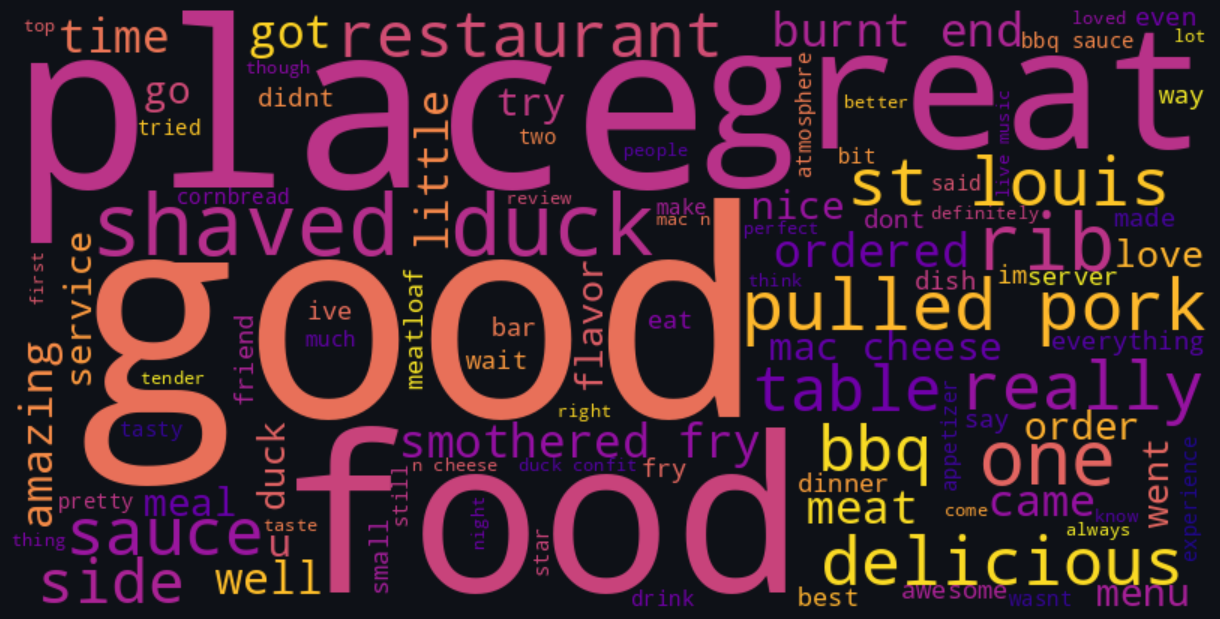 top
time
got
restaurant
burnt end
loved
even
bbq sauce
lot
place
great
though
go
didnt
try
atmosphere
better
way
tried
two
little
people
live music
bit
st louis
said
cornbread
shaved duck
review
make
mac n
nice
dont
definitely
made
perfect
ordered
rib
love
first
service
good
friend
ive
much
meatloaf
bar
wait
flavor
eat
think
dish
im
server
pulled pork
mac cheese
everything
amazing
tender
right
table
really
tasty
duck
smothered fry
bbq
appetizer
say
order
one
went
experience
food
n cheese
duck confit
fry
still
dinner
pretty
meal
meat
come
came
know
thing
sauce
taste
u
small
night
star
always
delicious
side
well
drink
best
awesome
wasnt
menu